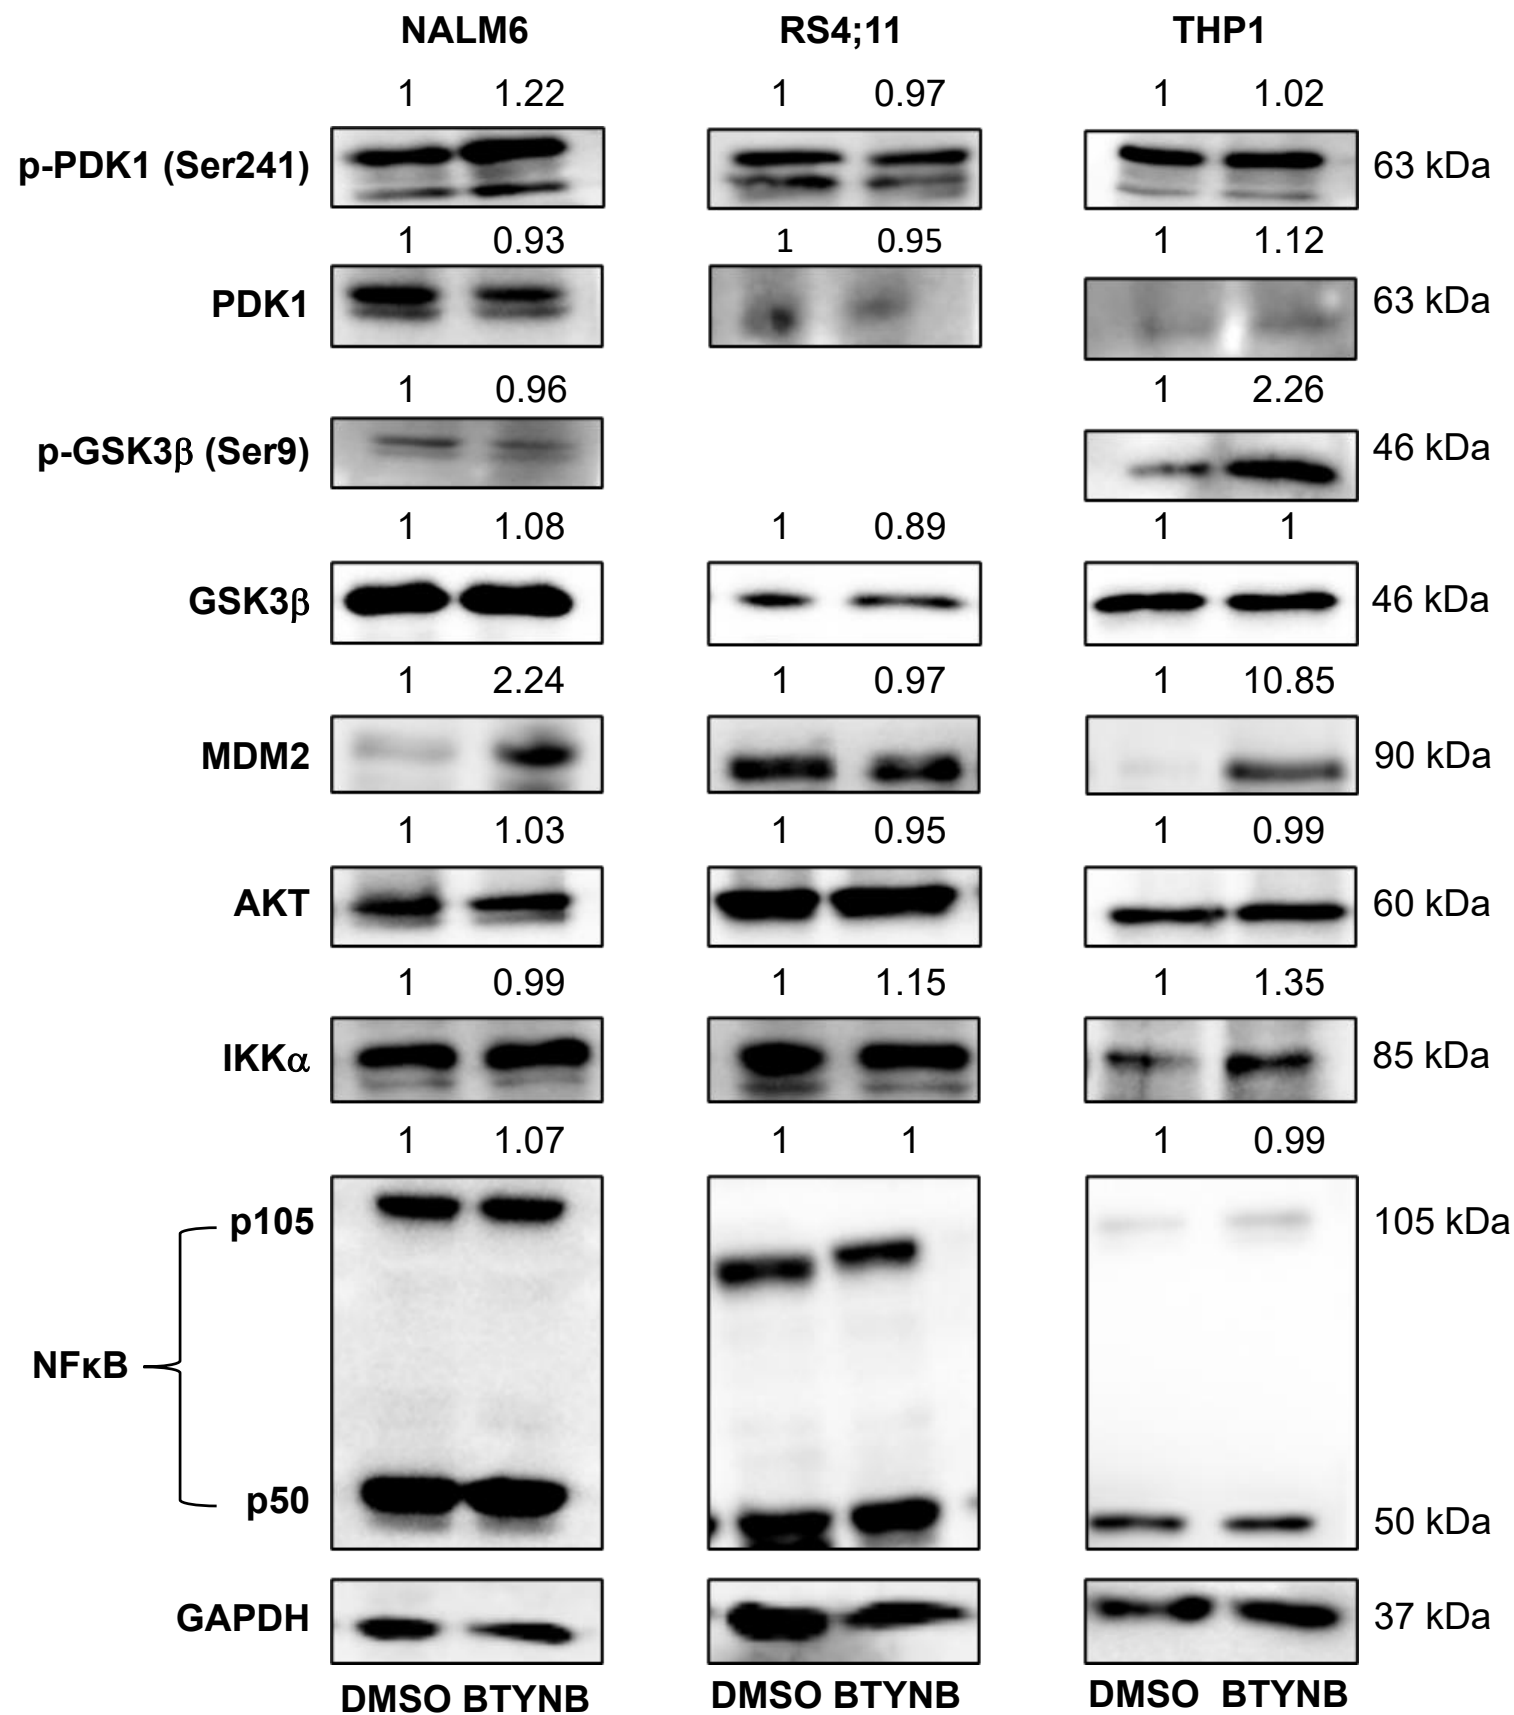 NALM6 RS4;11 THP1
1 1.22 1 0.97 1 1.02
p-PDK1 (Ser241) 63 kDa
1 0.93 1 0.95 1 1.12
PDK1 63 kDa
1 0.96 1 2.26
p-GSK3β (Ser9) 46 kDa
1 1.08 1 0.89 1 1
GSK3β 46 kDa
1 2.24 1 0.97 1 10.85
MDM2 90 kDa
1 1.03 1 0.95 1 0.99
AKT 60 kDa
1 0.99 1 1.15 1 1.35
IKKα 85 kDa
1 1.07 1 1 1 0.99
p105 105 kDa
NFκB
p50 50 kDa
GAPDH 37 kDa
DMSO BTYNB DMSO BTYNB DMSO BTYNB